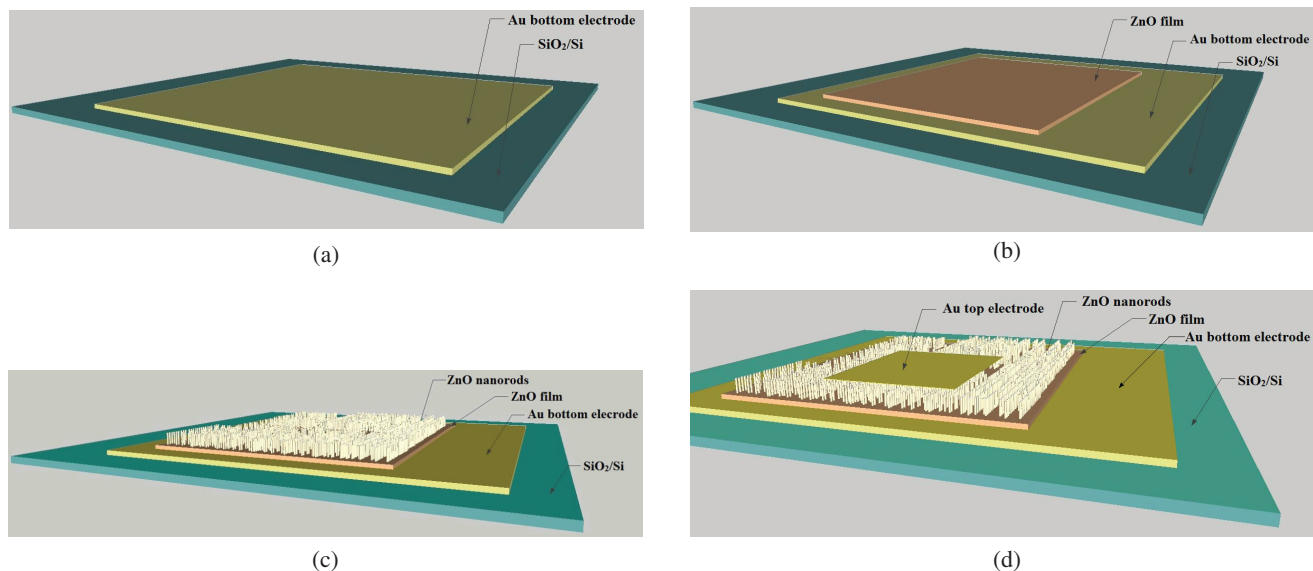 Au bottom electrode
SiO₂/Si
(a)
ZnO film
Au bottom electrode
SiO₂/Si
(b)
ZnO nanorods
ZnO film
Au bottom elecrode
SiO₂/Si
(c)
Au top electrode
ZnO nanorods
ZnO film
Au bottom electrode
SiO₂/Si
(d)